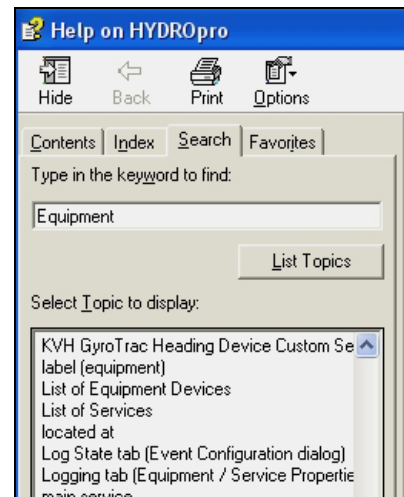 Help on HYDROpro
Hide Back Print Options
Contents Index Search Favorites
Type in the keyword to find:
Equipment
List Topics
Select Topic to display:
KVH GyroTrac Heading Device Custom Se
label (equipment)
List of Equipment Devices
List of Services
located at
Log State tab (Event Configuration dialog)
Logging tab (Equipment / Service Propertie
main service